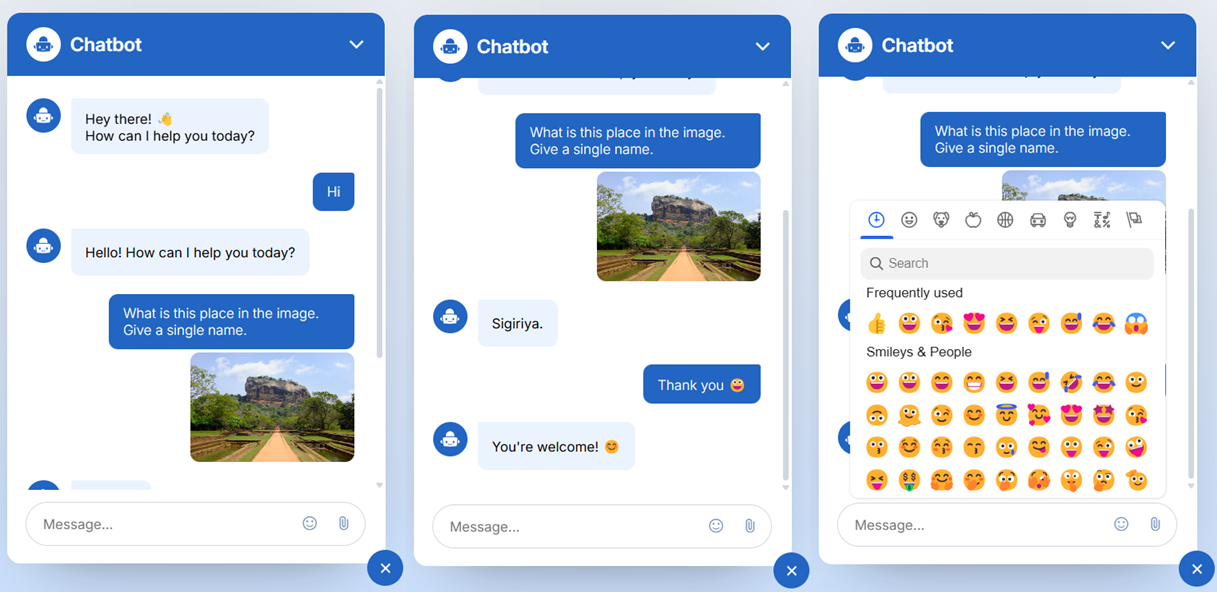 Chatbot
Hey there! 👋
How can I help you today?
Hi
Hello! How can I help you today?
What is this place in the image.
Give a single name.
Message...
Chatbot
What is this place in the image.
Give a single name.
Sigiriya.
Thank you 😀
You're welcome! 😊
Message...
Chatbot
What is this place in the image.
Give a single name.
Search
Frequently used
Smileys & People
Message...